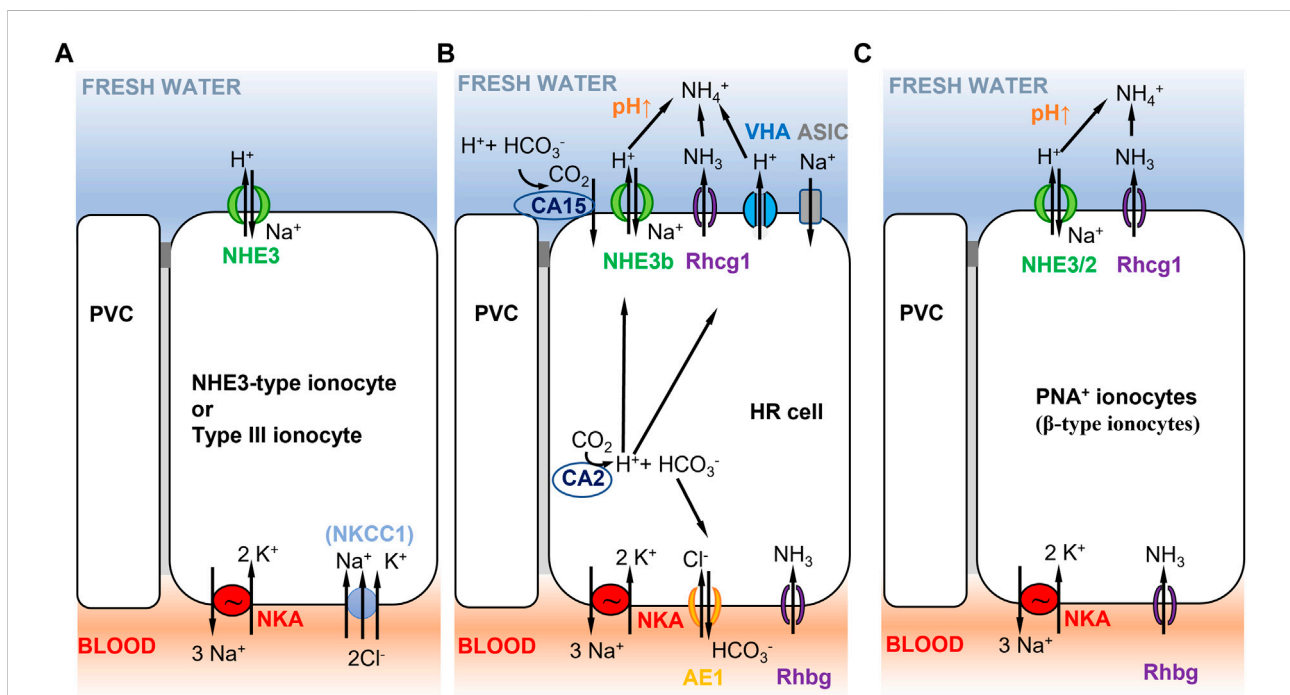 A
FRESH WATER
H⁺
Na⁺
NHE3
PVC
NHE3-type ionocyte
or
Type III ionocyte
(NKCC1)
2 K⁺
Na⁺
K⁺
~
NKA
BLOOD
3 Na⁺
2Cl⁻
B
FRESH WATER
NH₄⁺
pH↑
VHA
ASIC
H⁺+ HCO₃⁻
CO₂
H⁺
NH₃
H⁺
Na⁺
CA15
Na⁺
NHE3b
Rhcg1
PVC
HR cell
CO₂
H⁺+ HCO₃⁻
CA2
2 K⁺
Cl⁻
NH₃
~
NKA
BLOOD
3 Na⁺
HCO₃⁻
AE1
Rhbg
C
FRESH WATER
NH₄⁺
pH↑
H⁺
NH₃
Na⁺
NHE3/2
Rhcg1
PVC
PNA⁺ ionocytes
(β-type ionocytes)
2 K⁺
NH₃
~
NKA
BLOOD
3 Na⁺
Rhbg